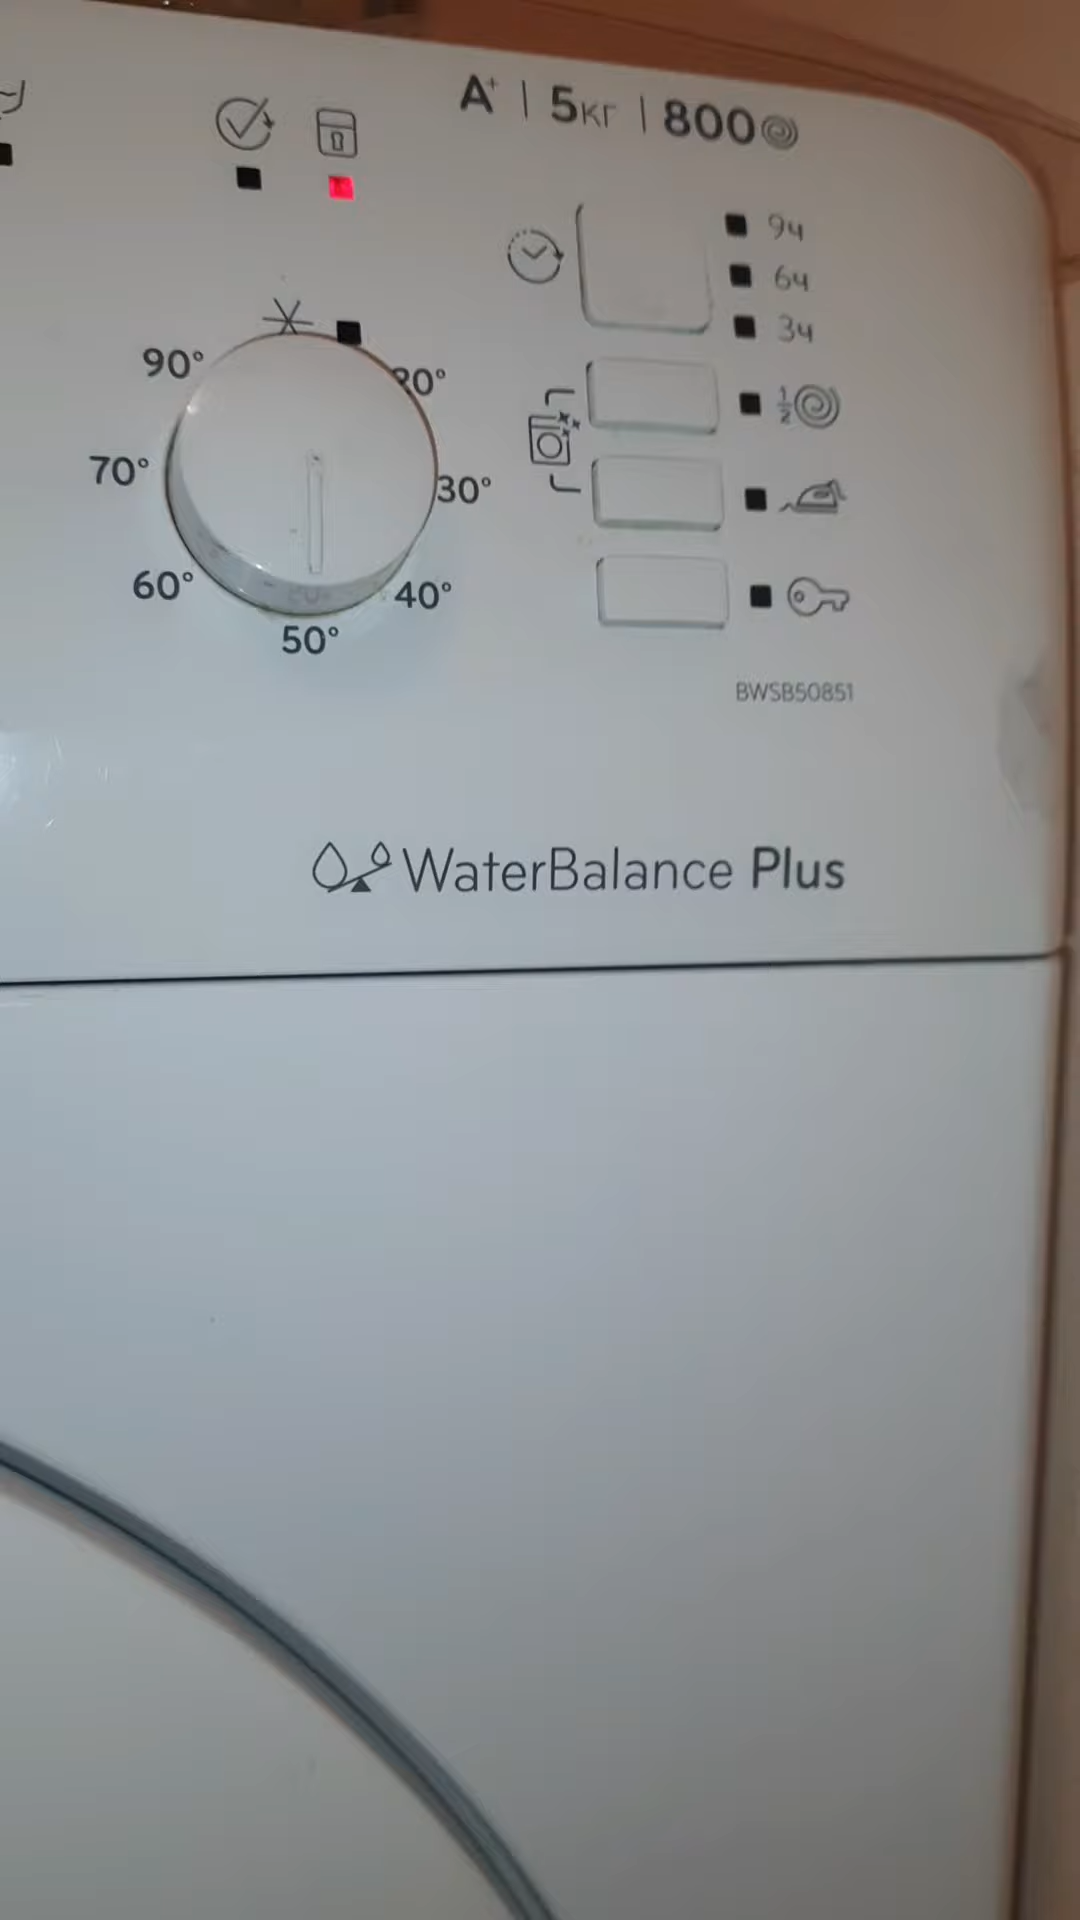 A+ | 5кг | 800
9ч
6ч
3ч
1/2
90°
20°
70°
30°
60°
40°
50°
BWSB50851
WaterBalance Plus